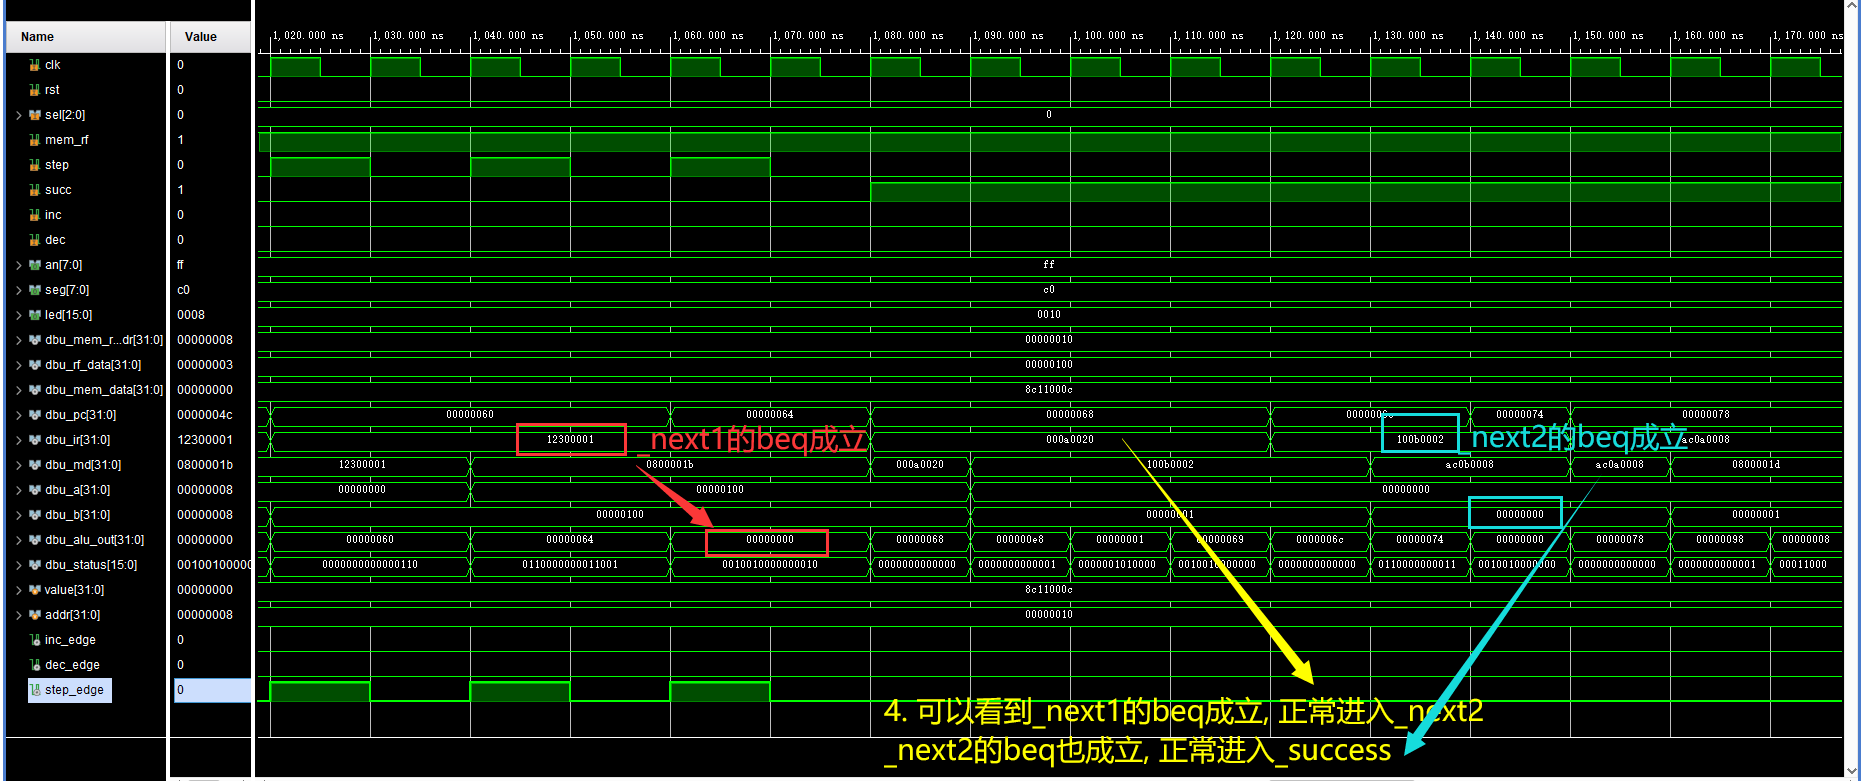 Name Value
1,020.000 ns 1,030.000 ns 1,040.000 ns 1,050.000 ns 1,060.000 ns 1,070.000 ns 1,080.000 ns 1,090.000 ns 1,100.000 ns 1,110.000 ns 1,120.000 ns 1,130.000 ns 1,140.000 ns 1,150.000 ns 1,160.000 ns 1,170.000 ns
clk 0
rst 0
sel[2:0] 0 0
mem_rf 1
step 0
succ 1
inc 0
dec 0
an[7:0] ff ff
seg[7:0] c0 c0
led[15:0] 0008 0010
dbu_mem_r...dr[31:0] 00000008 00000010
dbu_rf_data[31:0] 00000003 00000100
dbu_mem_data[31:0] 00000000 8c11000c
dbu_pc[31:0] 0000004c 00000060 00000064 00000068 00000074 00000078
dbu_ir[31:0] 12300001 12300001 _next1的beq成立 000a0020 100b0002 _next2的beq成立 ac0a0008
dbu_md[31:0] 0800001b 12300001 0800001b 000a0020 100b0002 ac0b0008 ac0a0008 0800001d
dbu_a[31:0] 00000008 00000000 00000100 00000000
dbu_b[31:0] 00000008 00000100 00000001 00000000 00000001
dbu_alu_out[31:0] 00000000 00000060 00000064 00000000 00000068 000000e8 00000001 00000069 0000006c 00000074 00000000 00000078 00000098 00000008
dbu_status[15:0] 00100100000 0000000000000110 0110000000011001 0010010000000010 0000000000000 0000000000001 0000001010000 0010010000000 0000000000000 0110000000011 0010010000000 0000000000000 0000000000001 00011000
value[31:0] 00000000 8c11000c
addr[31:0] 00000008 00000010
inc_edge 0
dec_edge 0
step_edge 0
4. 可以看到_next1的beq成立, 正常进入_next2
_next2的beq也成立, 正常进入_success